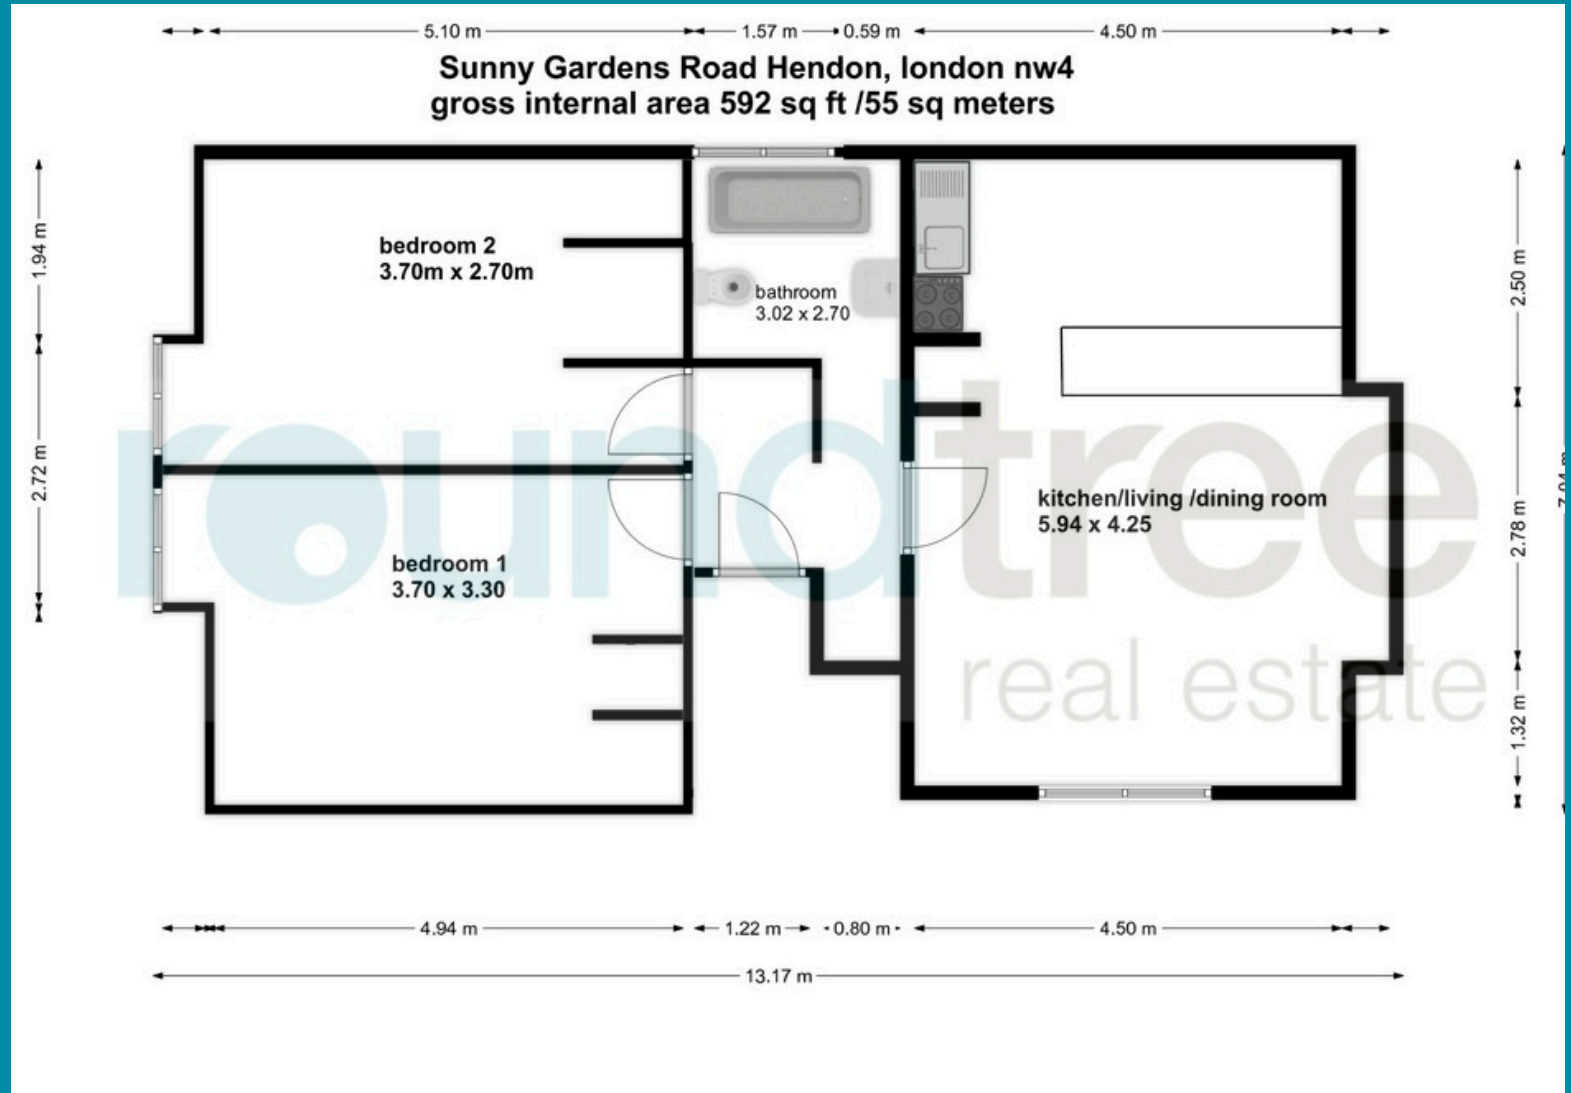 5.10 m 1.57 m 0.59 m 4.50 m
Sunny Gardens Road Hendon, london nw4
gross internal area 592 sq ft /55 sq meters
1.94 m
2.72 m
bedroom 2
3.70m x 2.70m
bathroom
3.02 x 2.70
bedroom 1
3.70 x 3.30
kitchen/living /dining room
5.94 x 4.25
roundtree
real estate
2.50 m
2.78 m
1.32 m
4.94 m 1.22 m 0.80 m 4.50 m
13.17 m